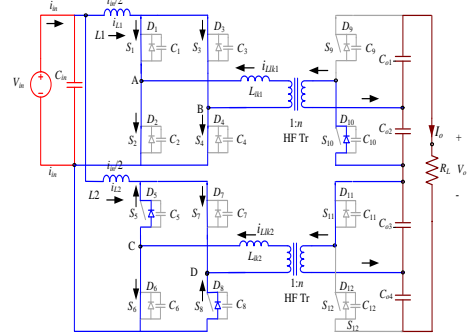 i_in
i_in/2
i_L1
L1
D1
S1
C1
D3
S3
C3
D9
S9
C9
A
i_Llk1
L_lk1
V_in
C_in
B
1:n
HF Tr
C_o1
D2
S2
C2
D4
S4
C4
D10
S10
C10
C_o2
I_o
R_L
V_o
+
-
i_in
i_in/2
i_L2
L2
D5
S5
C5
D7
S7
C7
D11
S11
C11
C
i_Llk2
L_lk2
D
1:n
HF Tr
C_o3
D6
S6
C6
D8
S8
C8
D12
S12
C12
C_o4
S12